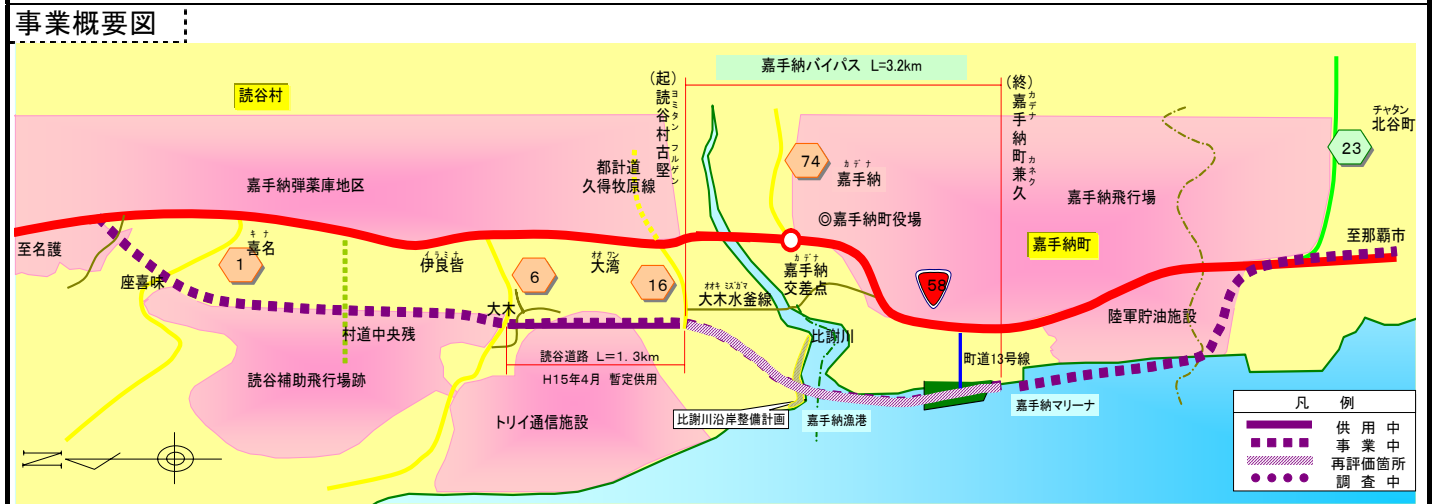 事業概要図
嘉手納バイパス L=3.2km
(起)読谷村古堅
ヨミタン フルゲン
(終)嘉手納町兼久
カデナ カネク
読谷村
チャタン
北谷町
23
74
カデナ
嘉手納
都計道
久得牧原線
嘉手納弾薬庫地区
嘉手納飛行場
◎嘉手納町役場
嘉手納町
至名護
キナ
喜名
1
座喜味
イラミナ
伊良皆
オオワン
大湾
6
16
カデナ
嘉手納
交差点
至那覇市
58
オオキ ミズガマ
大木水釜線
大木
村道中央残
陸軍貯油施設
比謝川
読谷道路 L=1.3km
町道13号線
H15年4月 暫定供用
読谷補助飛行場跡
トリイ通信施設
比謝川沿岸整備計画
嘉手納漁港
嘉手納マリーナ
凡 例
供用中
事業中
再評価箇所
調査中
N